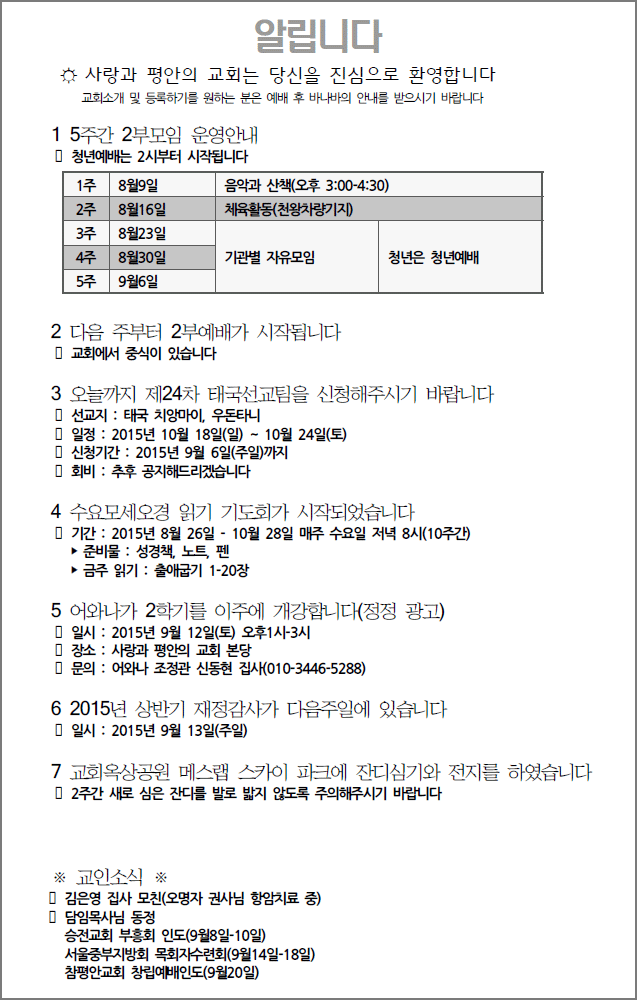 알립니다
☼ 사랑과 평안의 교회는 당신을 진심으로 환영합니다
교회소개 및 등록하기를 원하는 분은 예배 후 바나바의 안내를 받으시기 바랍니다
1 5주간 2부모임 운영안내
▯ 청년예배는 2시부터 시작됩니다
1주 8월9일 음악과 산책(오후 3:00-4:30)
2주 8월16일 체육활동(천왕차량기지)
3주 8월23일
4주 8월30일 기관별 자유모임 청년은 청년예배
5주 9월6일
2 다음 주부터 2부예배가 시작됩니다
▯ 교회에서 중식이 있습니다
3 오늘까지 제24차 태국선교팀을 신청해주시기 바랍니다
▯ 선교지 : 태국 치앙마이, 우돈타니
▯ 일정 : 2015년 10월 18일(일) ~ 10월 24일(토)
▯ 신청기간 : 2015년 9월 6일(주일)까지
▯ 회비 : 추후 공지해드리겠습니다
4 수요모세오경 읽기 기도회가 시작되었습니다
▯ 기간 : 2015년 8월 26일 - 10월 28일 매주 수요일 저녁 8시(10주간)
▶ 준비물 : 성경책, 노트, 펜
▶ 금주 읽기 : 출애굽기 1-20장
5 어와나가 2학기를 이주에 개강합니다(정정 광고)
▯ 일시 : 2015년 9월 12일(토) 오후1시-3시
▯ 장소 : 사랑과 평안의 교회 본당
▯ 문의 : 어와나 조정관 신동현 집사(010-3446-5288)
6 2015년 상반기 재정감사가 다음주일에 있습니다
▯ 일시 : 2015년 9월 13일(주일)
7 교회옥상공원 메스랩 스카이 파크에 잔디심기와 전지를 하였습니다
▯ 2주간 새로 심은 잔디를 발로 밟지 않도록 주의해주시기 바랍니다
※ 교인소식 ※
▯ 김은영 집사 모친(오명자 권사님 항암치료 중)
▯ 담임목사님 동정
승전교회 부흥회 인도(9월8일-10일)
서울중부지방회 목회자수련회(9월14일-18일)
참평안교회 창립예배인도(9월20일)